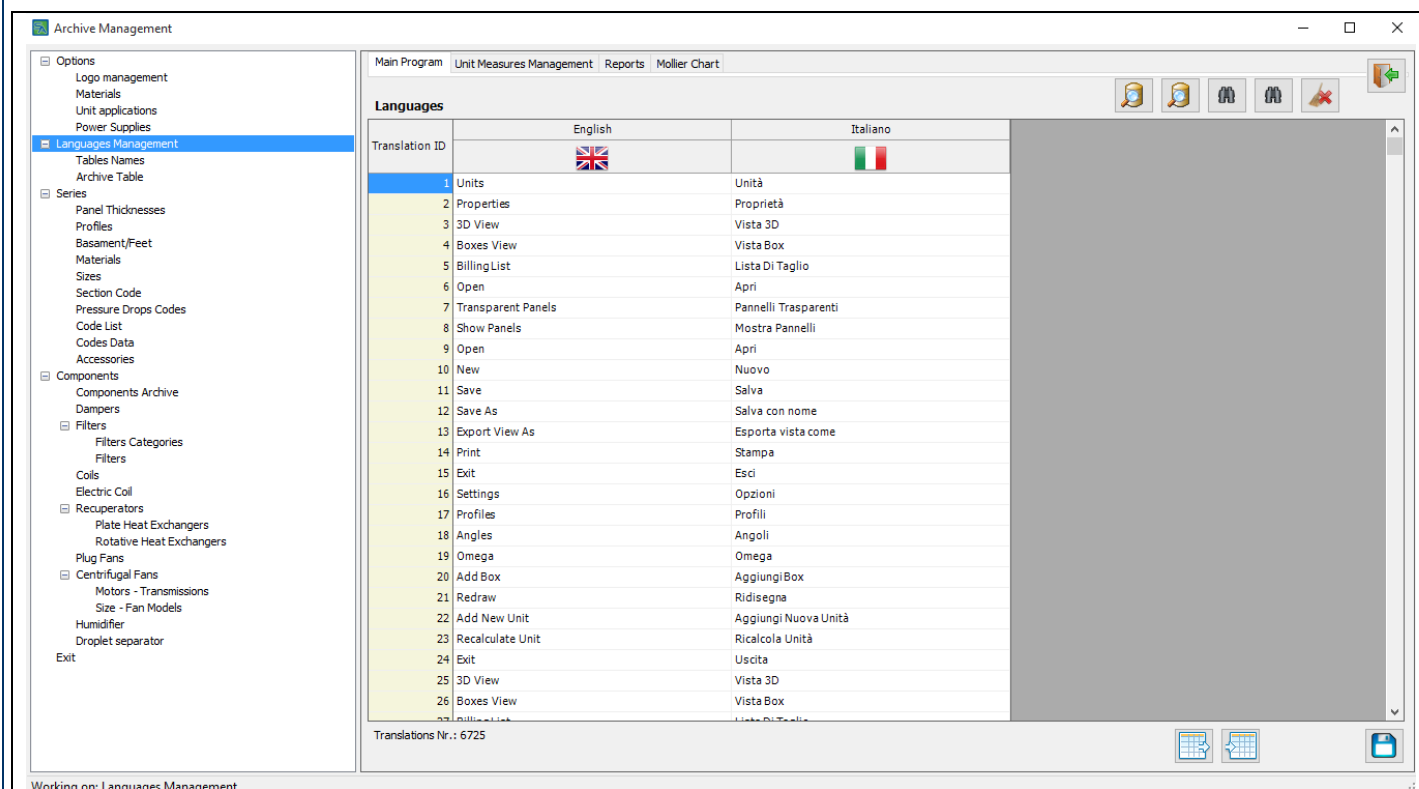 Archive Management
Options
Logo management
Materials
Unit applications
Power Supplies
Languages Management
Tables Names
Archive Table
Series
Panel Thicknesses
Profiles
Basament/Feet
Materials
Sizes
Section Code
Pressure Drops Codes
Code List
Codes Data
Accessories
Components
Components Archive
Dampers
Filters
Filters Categories
Filters
Coils
Electric Coil
Recuperators
Plate Heat Exchangers
Rotative Heat Exchangers
Plug Fans
Centrifugal Fans
Motors - Transmissions
Size - Fan Models
Humidifier
Droplet separator
Exit
Main Program Unit Measures Management Reports Mollier Chart
Languages
Translation ID English Italiano
1 Units Unità
2 Properties Proprietà
3 3D View Vista 3D
4 Boxes View Vista Box
5 Billing List Lista Di Taglio
6 Open Apri
7 Transparent Panels Pannelli Trasparenti
8 Show Panels Mostra Pannelli
9 Open Apri
10 New Nuovo
11 Save Salva
12 Save As Salva con nome
13 Export View As Esporta vista come
14 Print Stampa
15 Exit Esci
16 Settings Opzioni
17 Profiles Profili
18 Angles Angoli
19 Omega Omega
20 Add Box Aggiungi Box
21 Redraw Ridisegna
22 Add New Unit Aggiungi Nuova Unità
23 Recalculate Unit Ricalcola Unità
24 Exit Uscita
25 3D View Vista 3D
26 Boxes View Vista Box
27 Billing List Lista Di Taglio
Translations Nr.: 6725
Working on: Languages Management